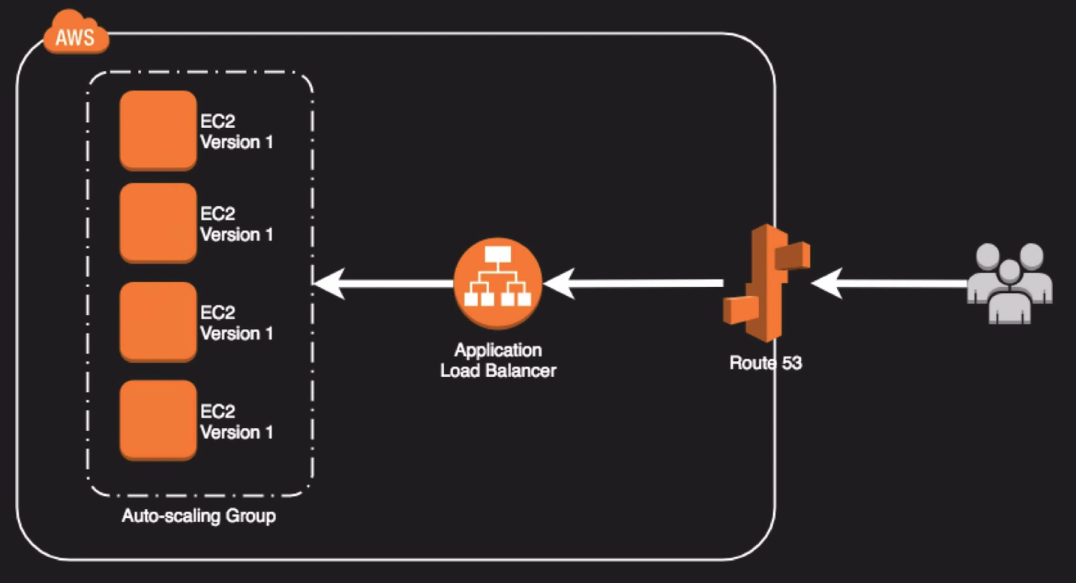 AWS
EC2
Version 1
EC2
Version 1
EC2
Version 1
EC2
Version 1
Auto-scaling Group
Application
Load Balancer
Route 53